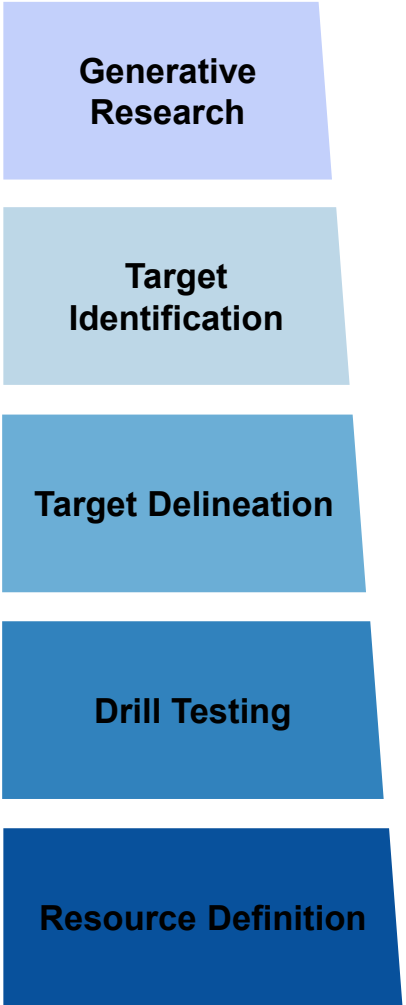 Generative
Research
Target
Identification
Target Delineation
Drill Testing
Resource Definition